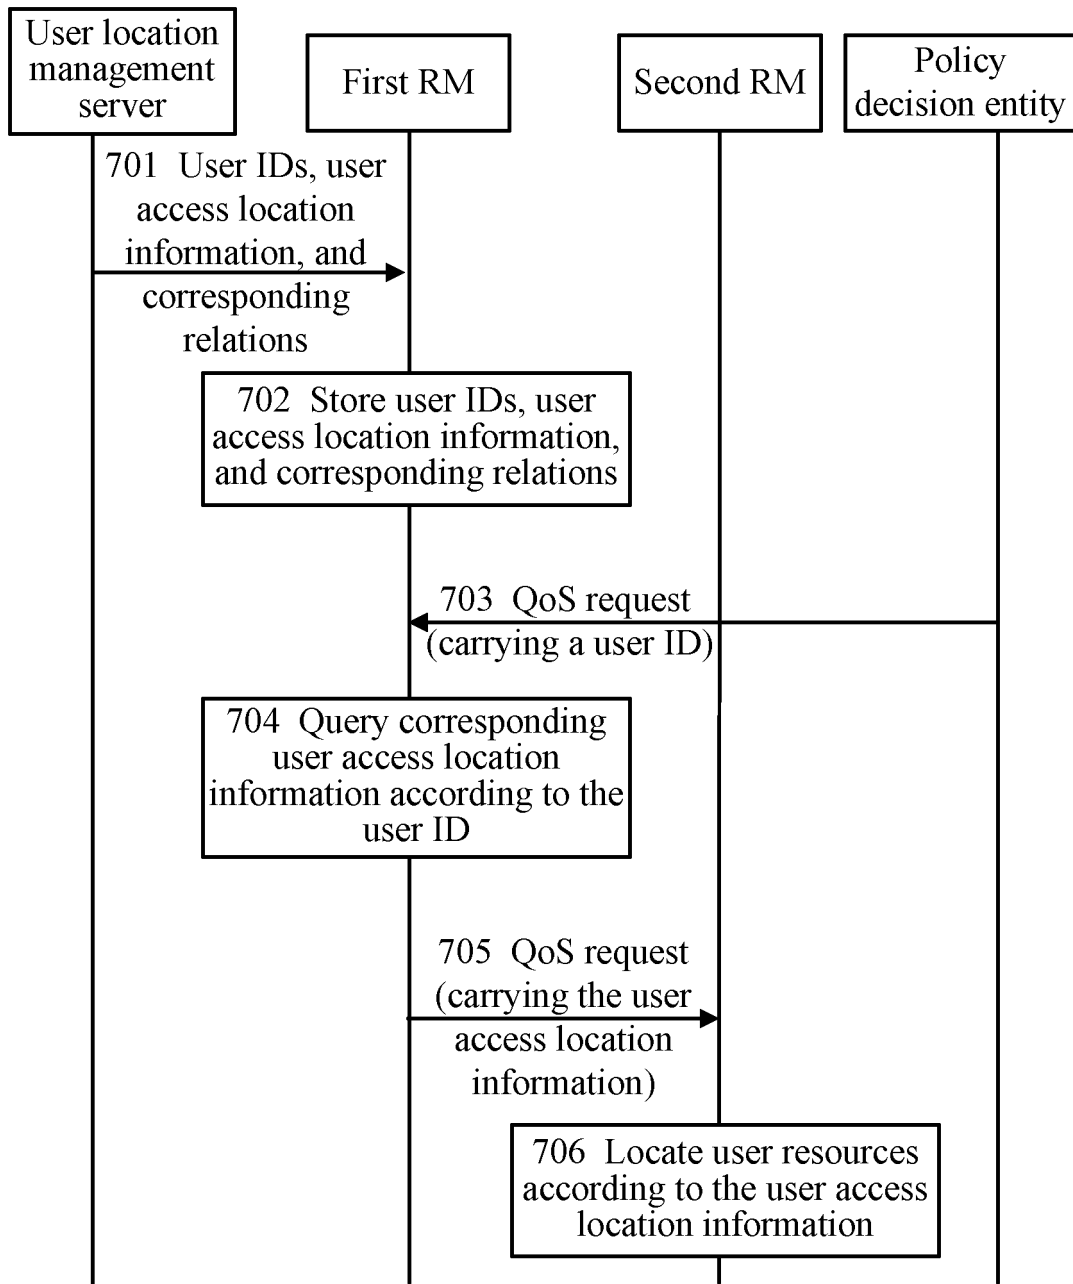 User location
management
server
First RM
Second RM
Policy
decision entity
701 User IDs, user
access location
information, and
corresponding
relations
702 Store user IDs, user
access location information,
and corresponding relations
703 QoS request
(carrying a user ID)
704 Query corresponding
user access location
information according to the
user ID
705 QoS request
(carrying the user
access location
information)
706 Locate user resources
according to the user access
location information